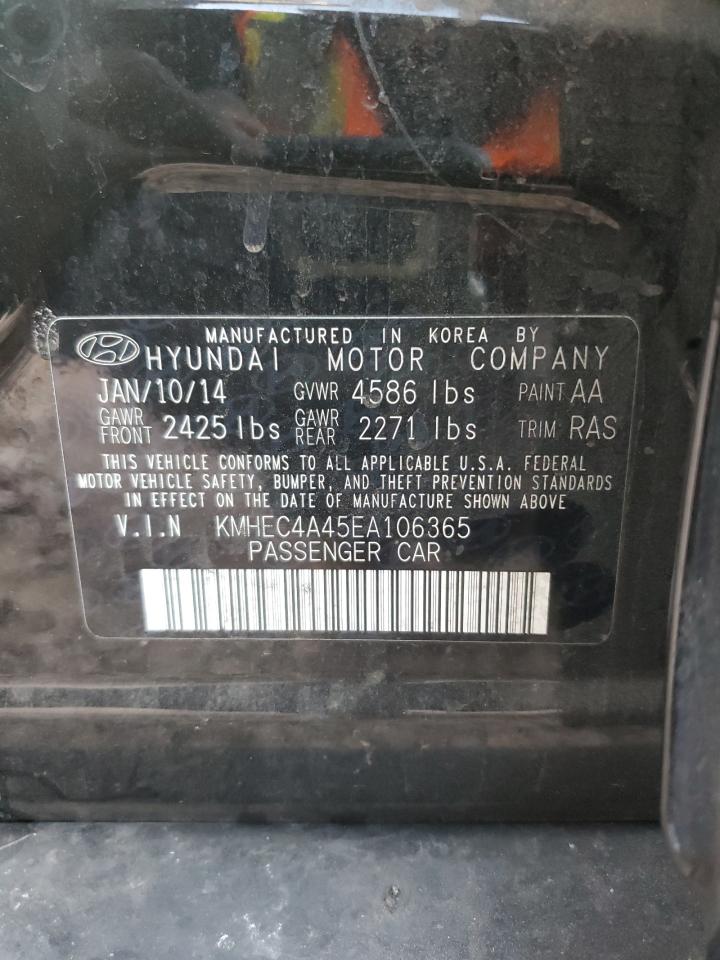 MANUFACTURED IN KOREA BY
HYUNDAI MOTOR COMPANY
JAN/10/14 GVWR 4586 lbs PAINT AA
GAWR FRONT 2425 lbs GAWR REAR 2271 lbs TRIM RAS
THIS VEHICLE CONFORMS TO ALL APPLICABLE U.S.A. FEDERAL
MOTOR VEHICLE SAFETY, BUMPER, AND THEFT PREVENTION STANDARDS
IN EFFECT ON THE DATE OF MANUFACTURE SHOWN ABOVE
V.I.N KMHEC4A45EA106365
PASSENGER CAR